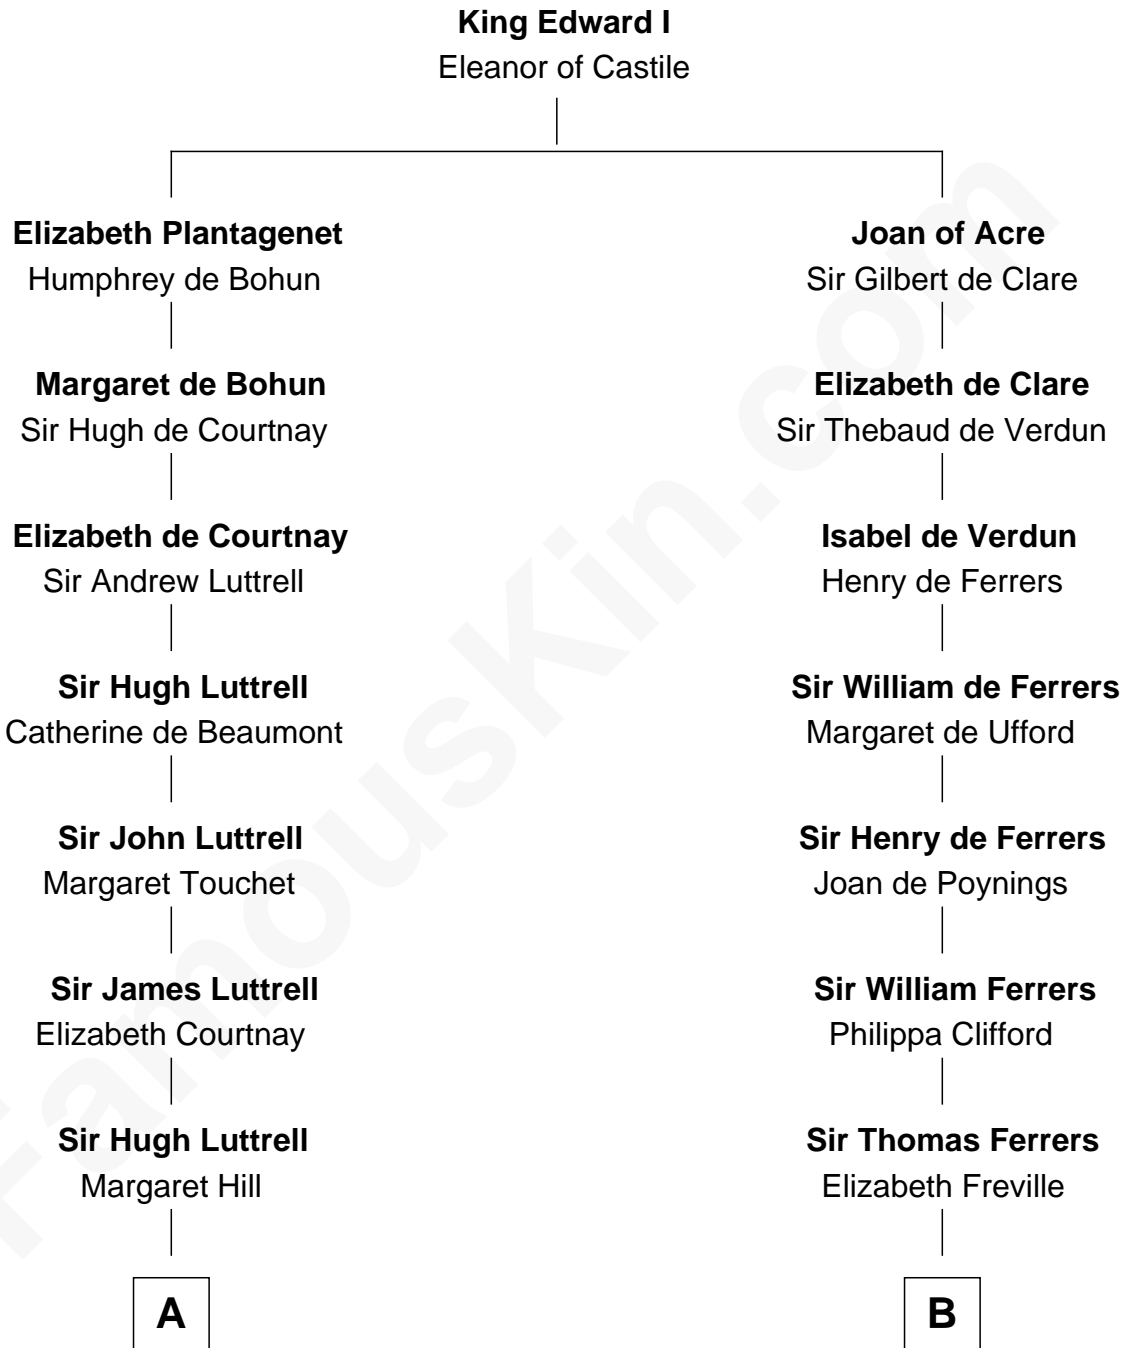 King Edward I
Eleanor of Castile
Elizabeth Plantagenet
Humphrey de Bohun
Margaret de Bohun
Sir Hugh de Courtnay
Elizabeth de Courtnay
Sir Andrew Luttrell
Sir Hugh Luttrell
Catherine de Beaumont
Sir John Luttrell
Margaret Touchet
Sir James Luttrell
Elizabeth Courtnay
Sir Hugh Luttrell
Margaret Hill
A
Joan of Acre
Sir Gilbert de Clare
Elizabeth de Clare
Sir Thebaud de Verdun
Isabel de Verdun
Henry de Ferrers
Sir William de Ferrers
Margaret de Ufford
Sir Henry de Ferrers
Joan de Poynings
Sir William Ferrers
Philippa Clifford
Sir Thomas Ferrers
Elizabeth Freville
B
FamousKin.com